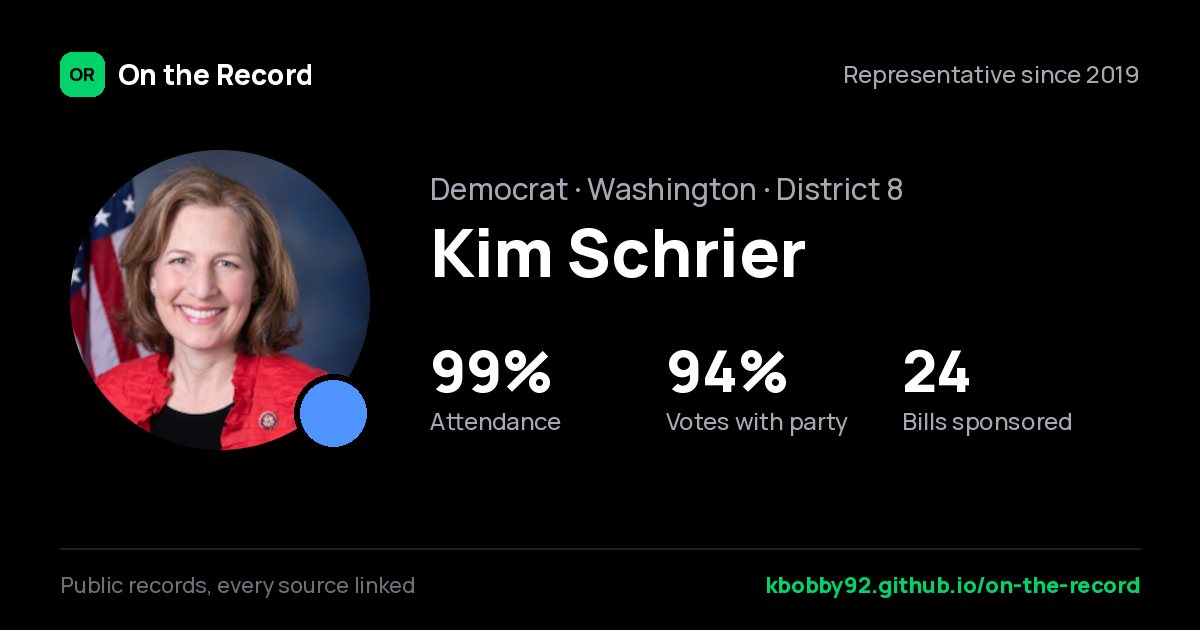 OR On the Record
Representative since 2019
Democrat · Washington · District 8
Kim Schrier
99% 94% 24
Attendance Votes with party Bills sponsored
Public records, every source linked
kbobby92.github.io/on-the-record